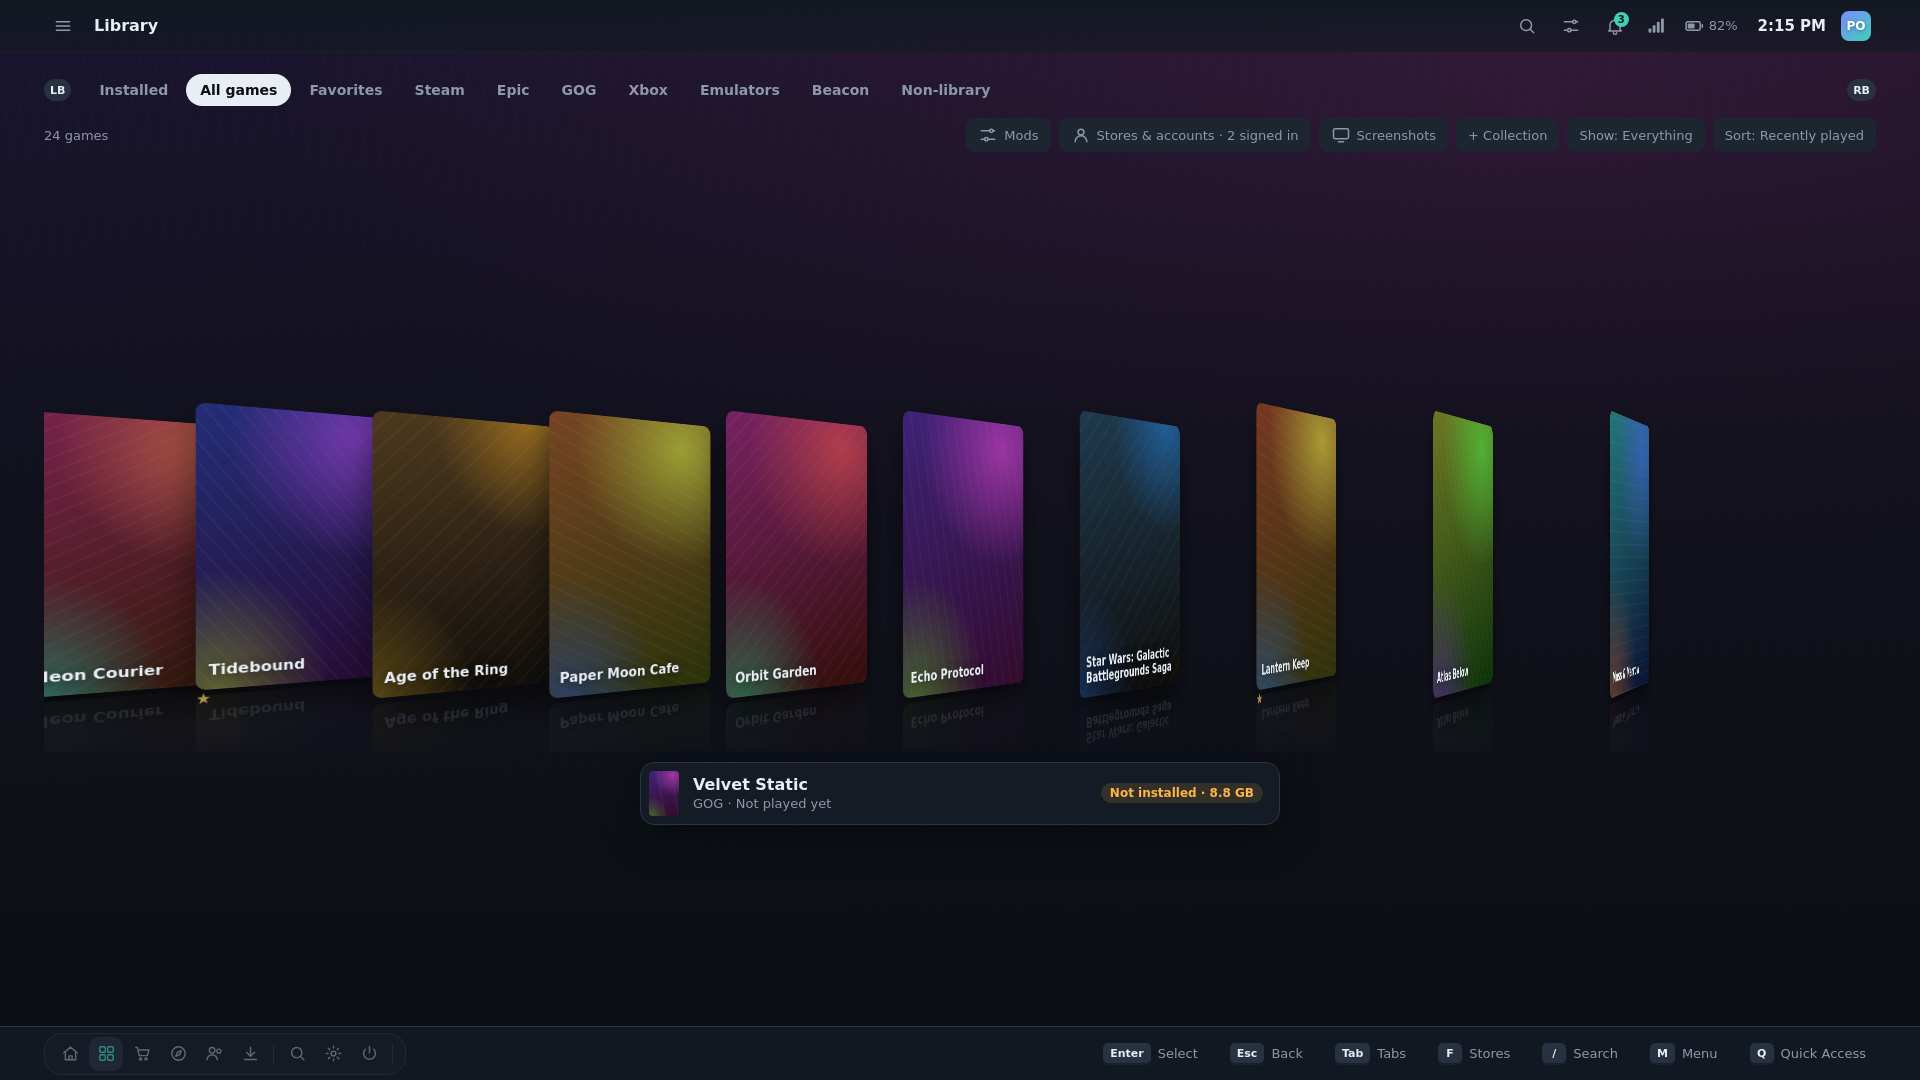 Library
3
82%
2:15 PM
PO
LB
Installed
All games
Favorites
Steam
Epic
GOG
Xbox
Emulators
Beacon
Non-library
RB
24 games
Mods
Stores & accounts · 2 signed in
Screenshots
+ Collection
Show: Everything
Sort: Recently played
Courier
Tidebound
Age of the Ring
Paper Moon Cafe
Orbit Garden
Echo Protocol
Star Wars: Galactic
Battlegrounds Saga
Lantern Keep
Atlas Below
Velvet Static
GOG · Not played yet
Not installed · 8.8 GB
Enter Select
Esc Back
Tab Tabs
F Stores
/ Search
M Menu
Q Quick Access